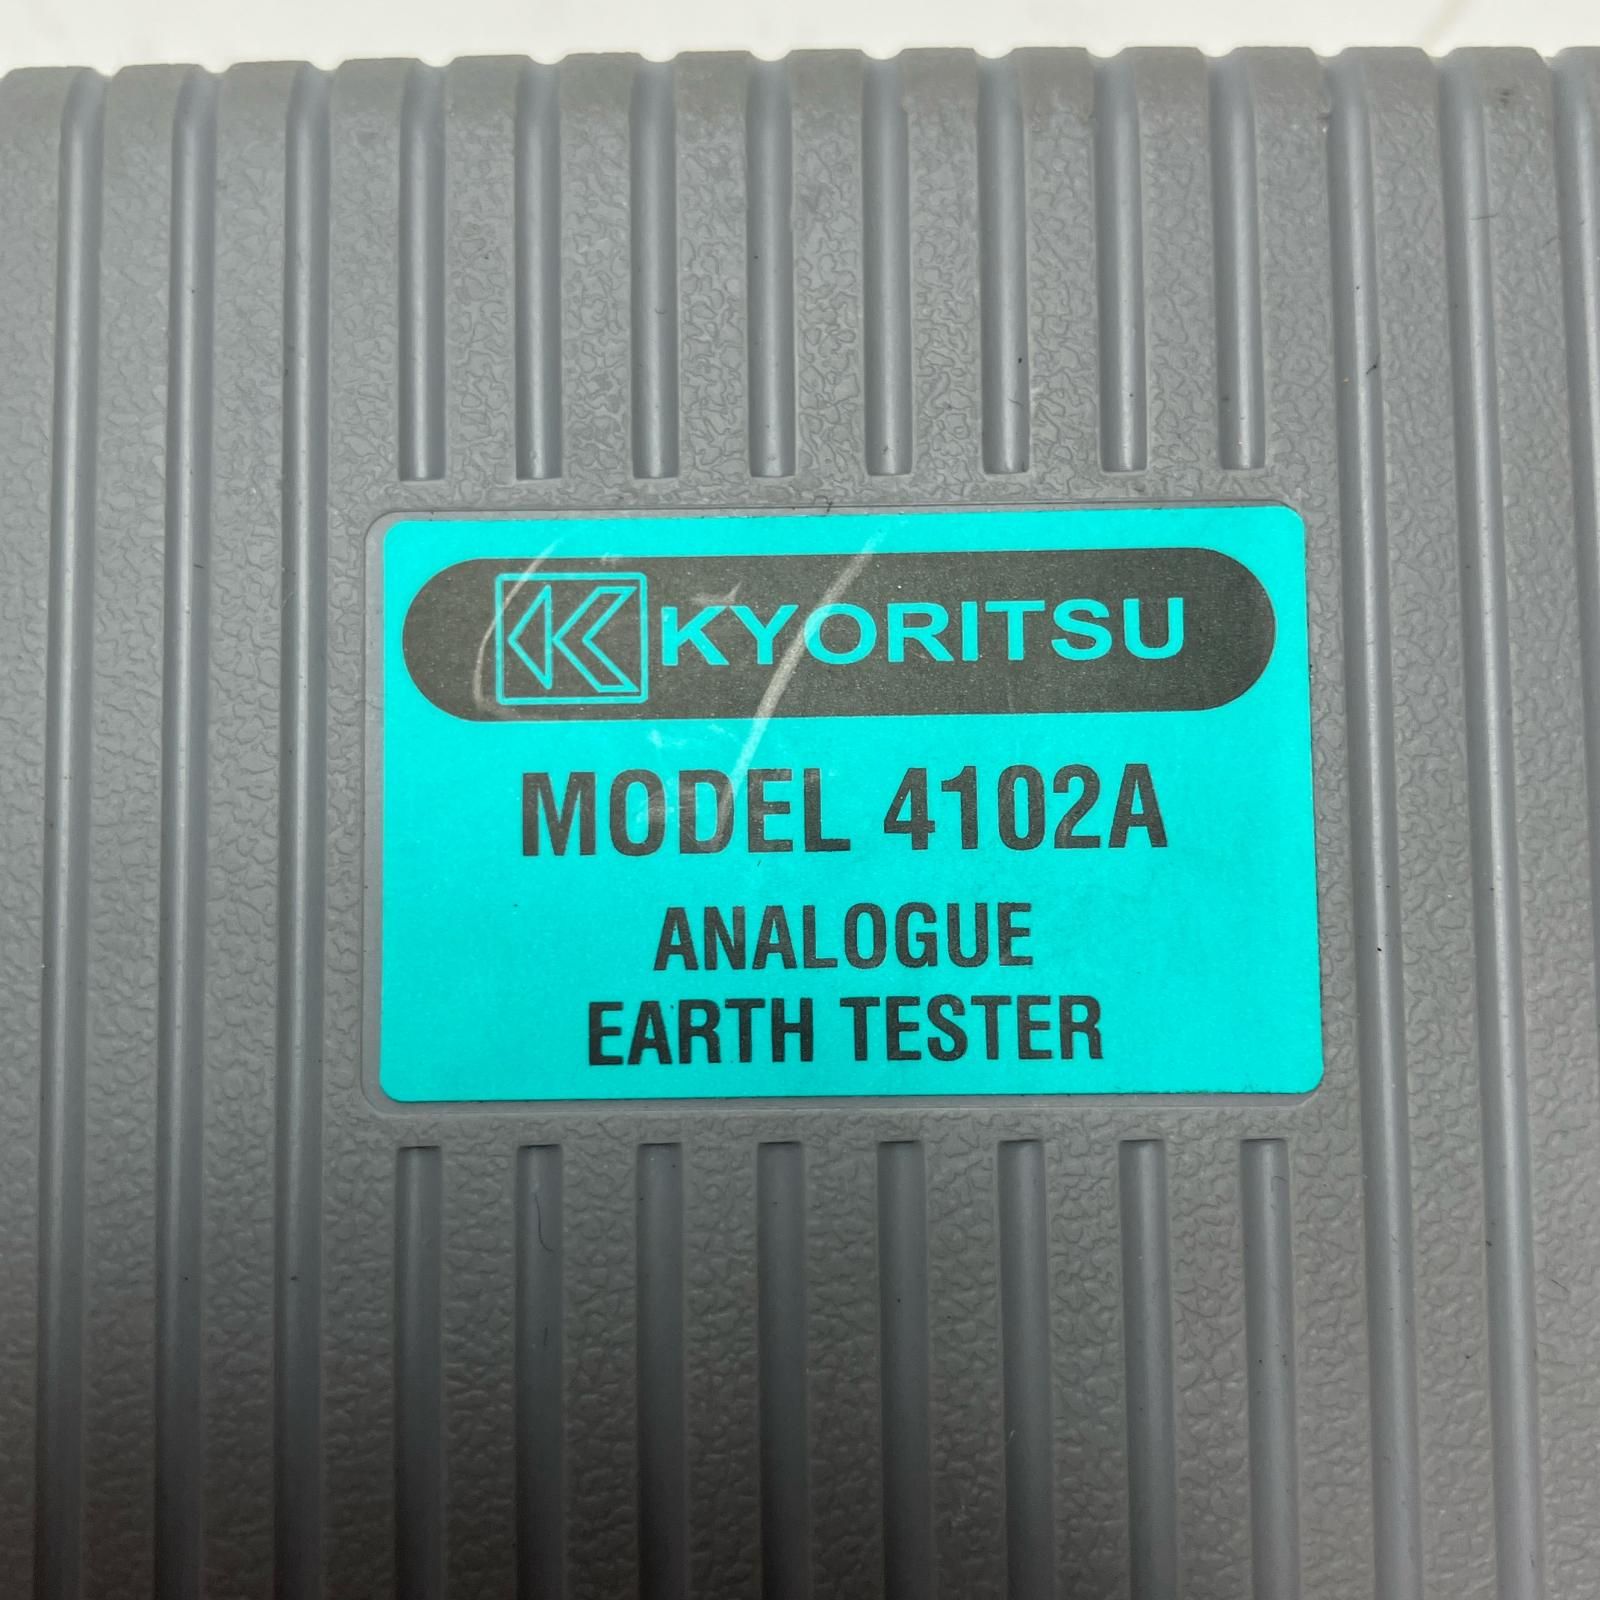 KYORITSU
MODEL 4102A
ANALOGUE
EARTH TESTER